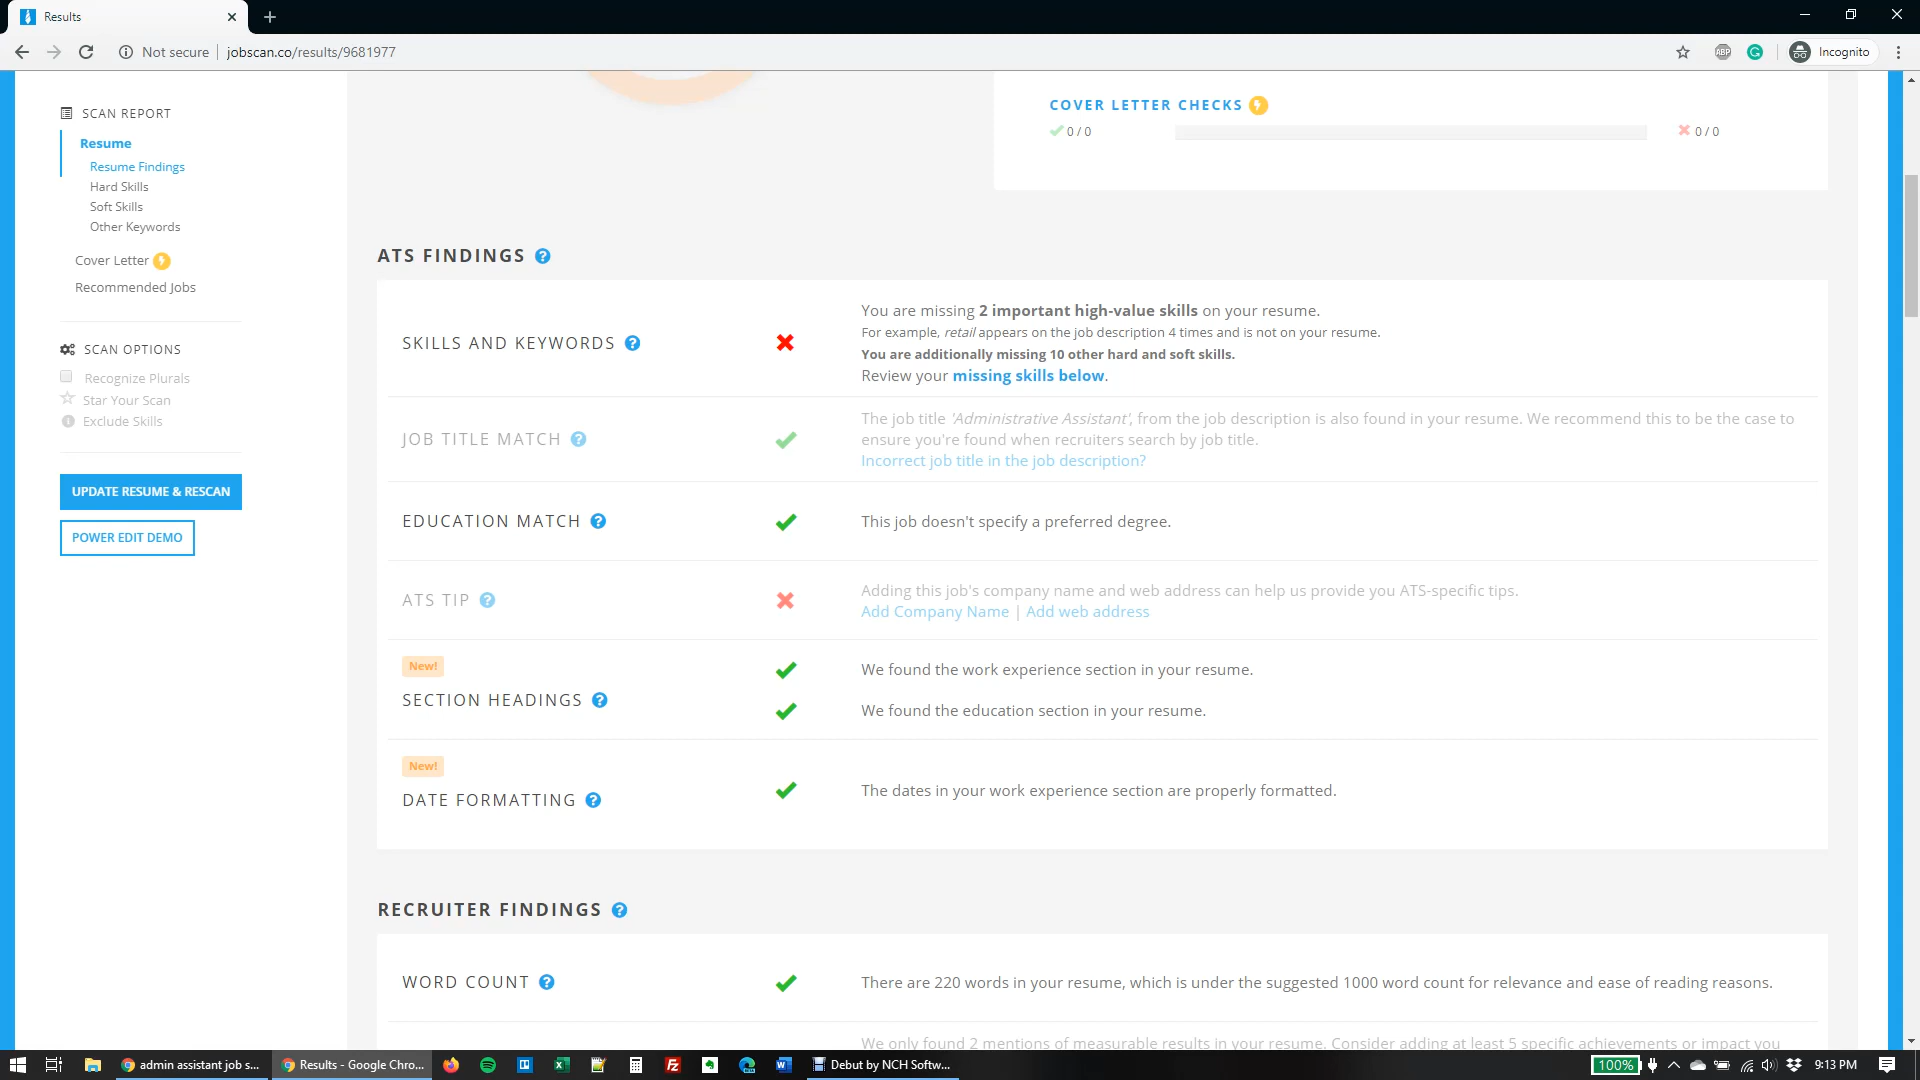 Results
Not secure
jobscan.co/results/9681977
ABP
Incognito
SCAN REPORT
Resume
Resume Findings
Hard Skills
Soft Skills
Other Keywords
Cover Letter
Recommended Jobs
SCAN OPTIONS
Recognize Plurals
Star Your Scan
Exclude Skills
UPDATE RESUME & RESCAN
POWER EDIT DEMO
COVER LETTER CHECKS
0 / 0
0 / 0
ATS FINDINGS ?
SKILLS AND KEYWORDS ?
You are missing 2 important high-value skills on your resume.
For example, retail appears on the job description 4 times and is not on your resume.
You are additionally missing 10 other hard and soft skills.
Review your missing skills below.
JOB TITLE MATCH ?
The job title 'Administrative Assistant', from the job description is also found in your resume. We recommend this to be the case to
ensure you're found when recruiters search by job title.
Incorrect job title in the job description?
EDUCATION MATCH ?
This job doesn't specify a preferred degree.
ATS TIP ?
Adding this job's company name and web address can help us provide you ATS-specific tips.
Add Company Name | Add web address
New!
SECTION HEADINGS ?
We found the work experience section in your resume.
We found the education section in your resume.
New!
DATE FORMATTING ?
The dates in your work experience section are properly formatted.
RECRUITER FINDINGS ?
WORD COUNT ?
There are 220 words in your resume, which is under the suggested 1000 word count for relevance and ease of reading reasons.
We only found 2 mentions of measurable results in your resume. Consider adding at least 5 specific achievements or impact you
admin assistant job s...
Results - Google Chro...
Debut by NCH Softw...
100%
9:13 PM